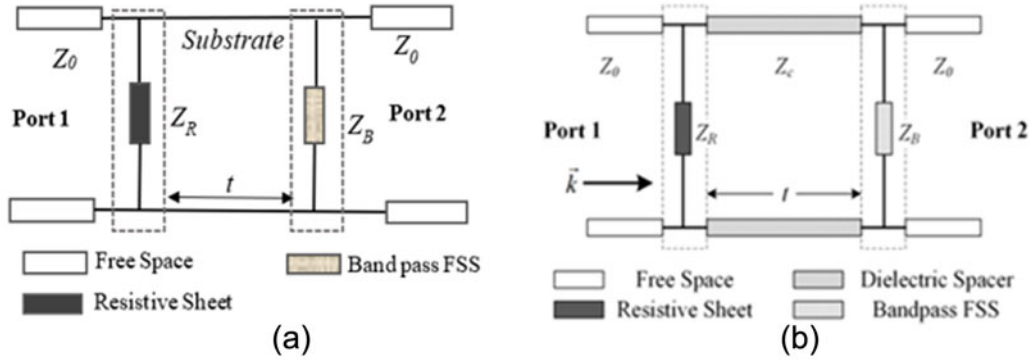 Substrate
Z0
Z0
Port 1
ZR
ZB
Port 2
t
Free Space
Band pass FSS
Resistive Sheet
(a)
Z0
Zc
Z0
Port 1
ZR
ZB
Port 2
k
t
Free Space
Dielectric Spacer
Resistive Sheet
Bandpass FSS
(b)